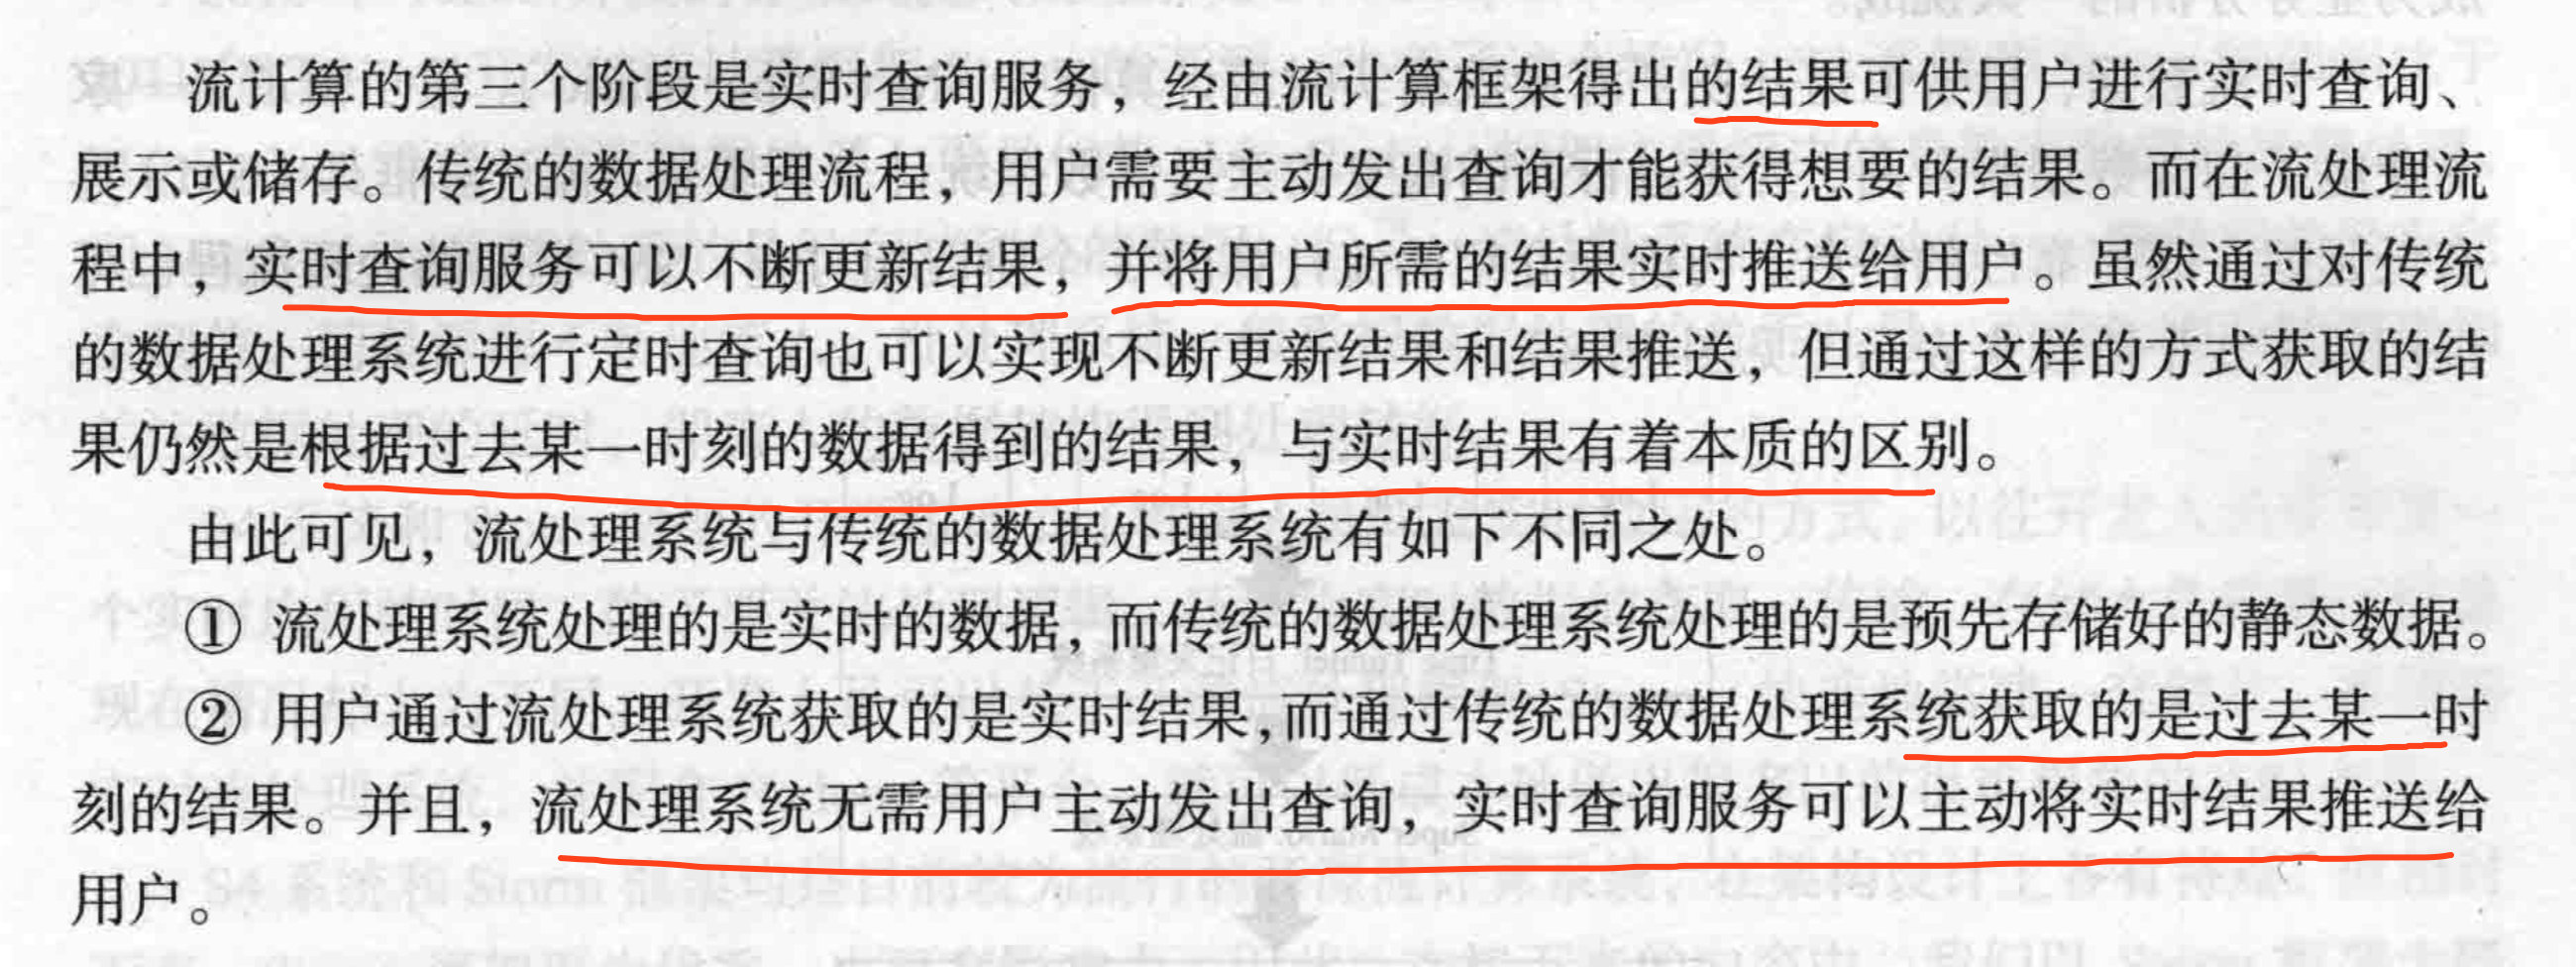 流计算的第三个阶段是实时查询服务，经由流计算框架得出的结果可供用户进行实时查询、
展示或储存。传统的数据处理流程，用户需要主动发出查询才能获得想要的结果。而在流处理流
程中，实时查询服务可以不断更新结果，并将用户所需的结果实时推送给用户。虽然通过对传统
的数据处理系统进行定时查询也可以实现不断更新结果和结果推送，但通过这样的方式获取的结
果仍然是根据过去某一时刻的数据得到的结果，与实时结果有着本质的区别。
由此可见，流处理系统与传统的数据处理系统有如下不同之处。
① 流处理系统处理的是实时的数据，而传统的数据处理系统处理的是预先存储好的静态数据。
② 用户通过流处理系统获取的是实时结果，而通过传统的数据处理系统获取的是过去某一时
刻的结果。并且，流处理系统无需用户主动发出查询，实时查询服务可以主动将实时结果推送给
用户。